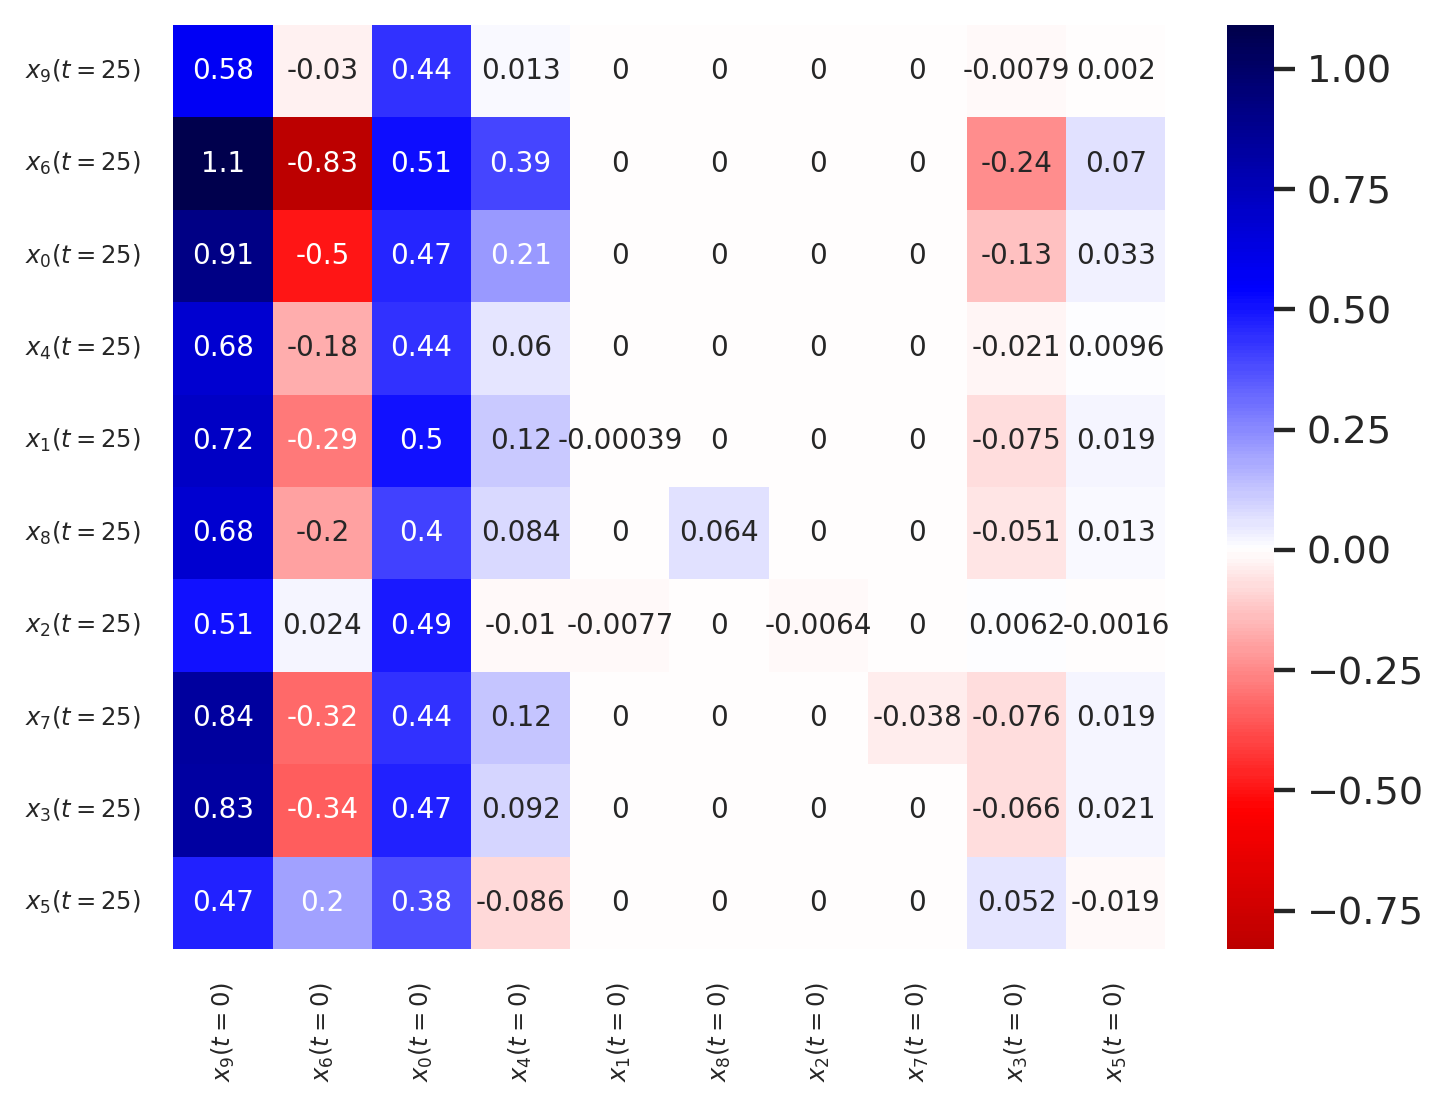 x₉(t = 25) 0.58 -0.03 0.44 0.013 0 0 0 0 -0.0079 0.002
x₆(t = 25) 1.1 -0.83 0.51 0.39 0 0 0 0 -0.24 0.07
x₀(t = 25) 0.91 -0.5 0.47 0.21 0 0 0 0 -0.13 0.033
x₄(t = 25) 0.68 -0.18 0.44 0.06 0 0 0 0 -0.021 0.0096
x₁(t = 25) 0.72 -0.29 0.5 0.12 -0.00039 0 0 0 -0.075 0.019
x₈(t = 25) 0.68 -0.2 0.4 0.084 0 0.064 0 0 -0.051 0.013
x₂(t = 25) 0.51 0.024 0.49 -0.01 -0.0077 0 -0.0064 0 0.0062 -0.0016
x₇(t = 25) 0.84 -0.32 0.44 0.12 0 0 0 -0.038 -0.076 0.019
x₃(t = 25) 0.83 -0.34 0.47 0.092 0 0 0 0 -0.066 0.021
x₅(t = 25) 0.47 0.2 0.38 -0.086 0 0 0 0 0.052 -0.019
x₉(t = 0) x₆(t = 0) x₀(t = 0) x₄(t = 0) x₁(t = 0) x₈(t = 0) x₂(t = 0) x₇(t = 0) x₃(t = 0) x₅(t = 0)
1.00
0.75
0.50
0.25
0.00
−0.25
−0.50
−0.75